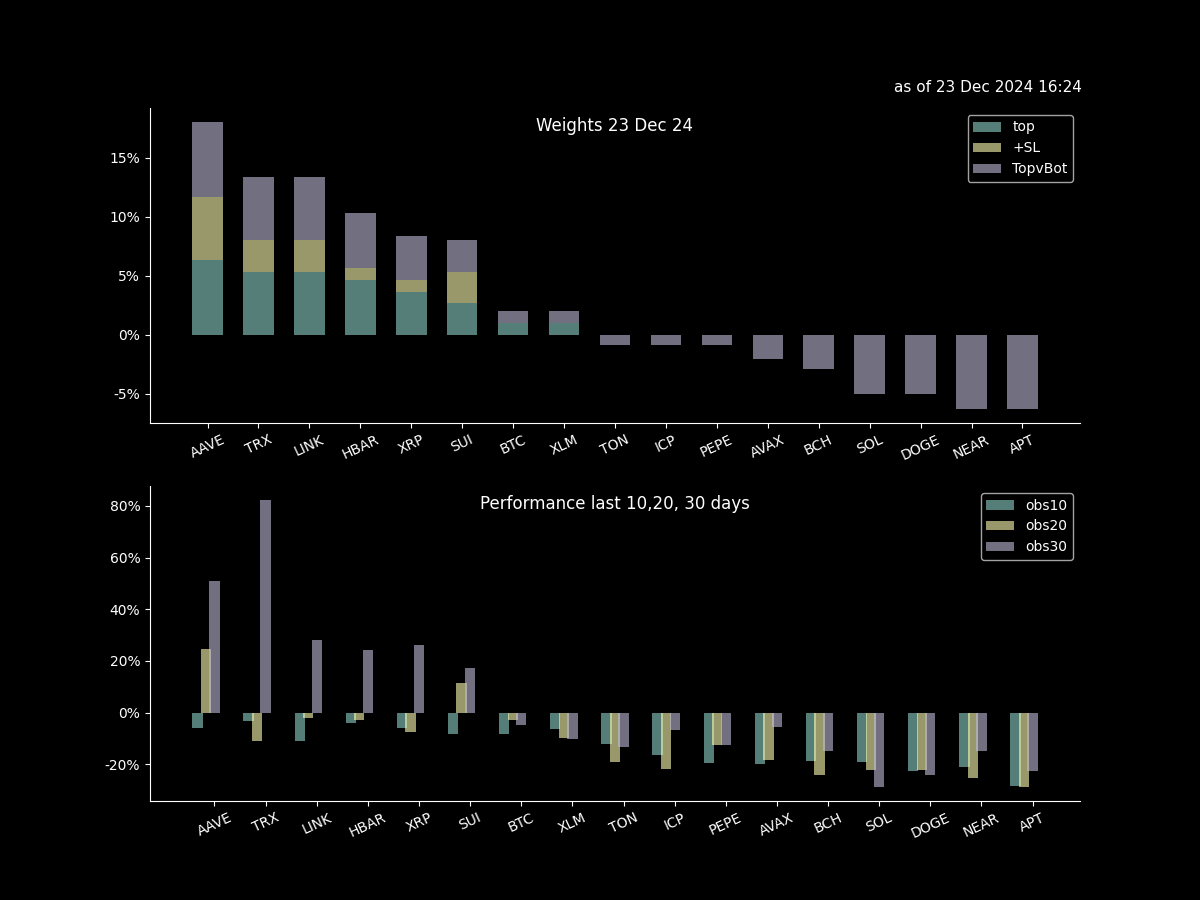 as of 23 Dec 2024 16:24
Weights 23 Dec 24
top
+SL
TopvBot
15%
10%
5%
0%
-5%
AAVE TRX LINK HBAR XRP SUI BTC XLM TON ICP PEPE AVAX BCH SOL DOGE NEAR APT
Performance last 10,20, 30 days
obs10
obs20
obs30
80%
60%
40%
20%
0%
-20%
AAVE TRX LINK HBAR XRP SUI BTC XLM TON ICP PEPE AVAX BCH SOL DOGE NEAR APT